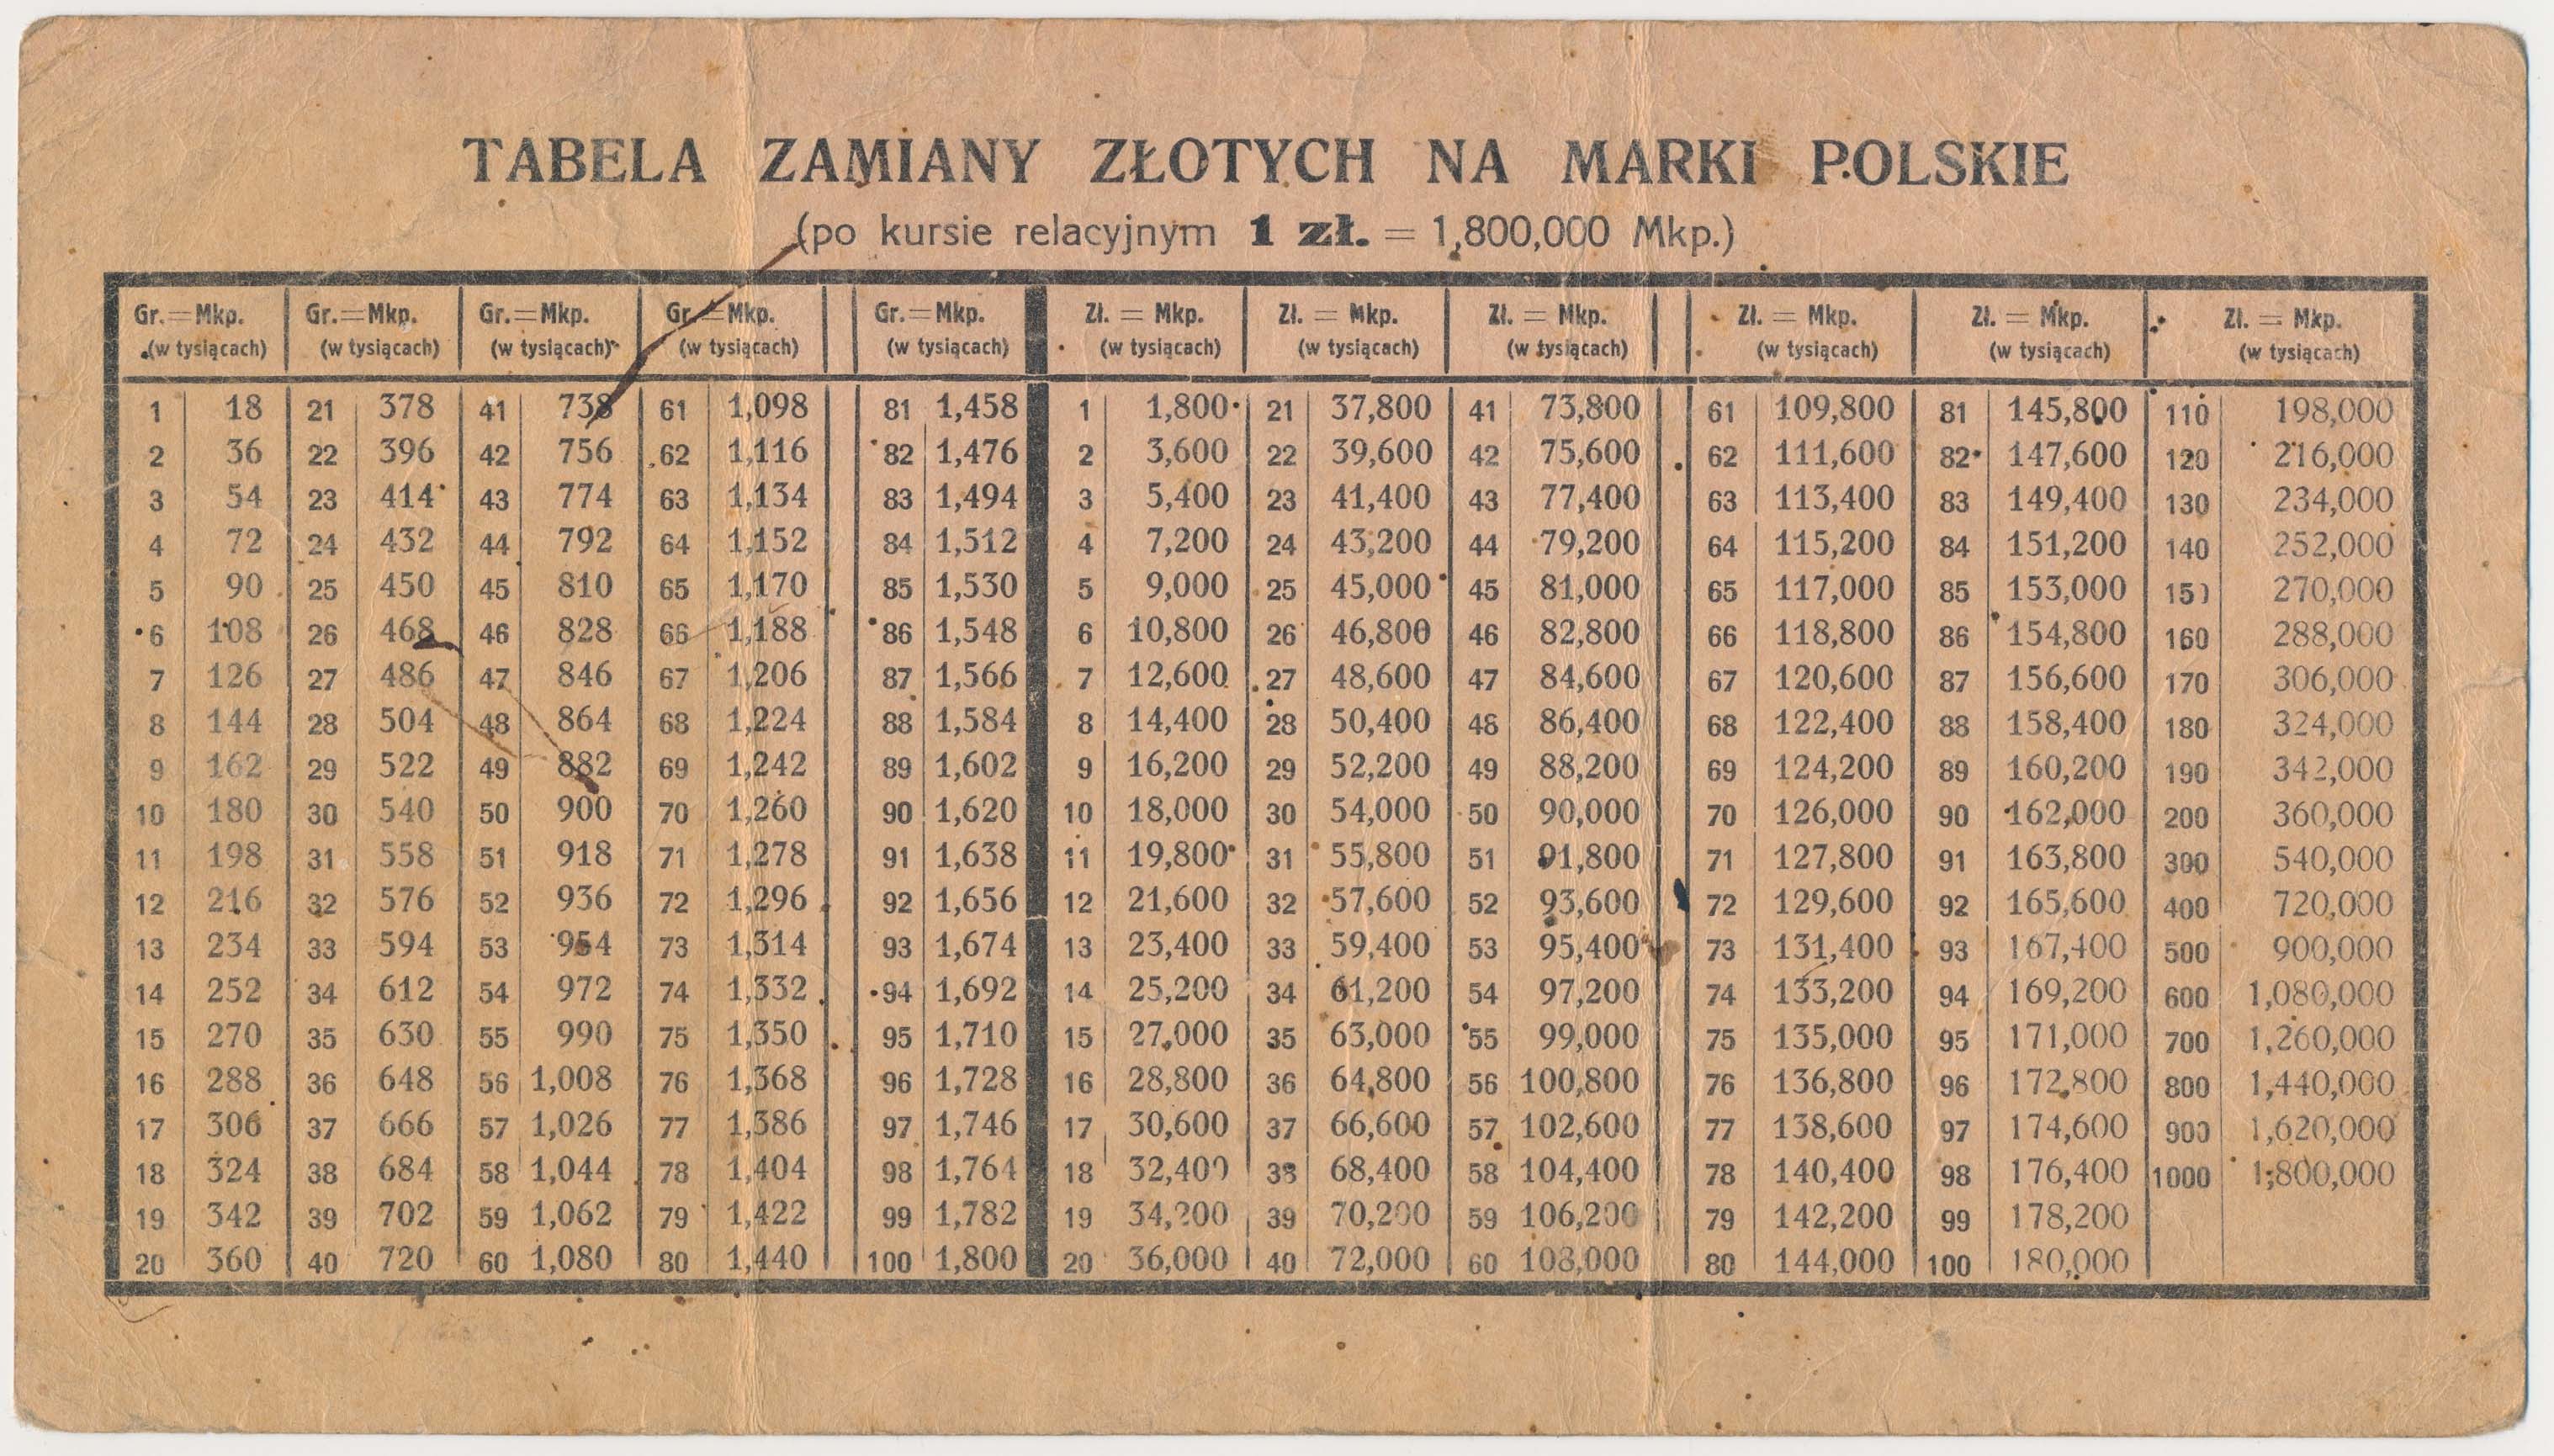 TABELA ZAMIANY ZŁOTYCH NA MARKI POLSKIE
(po kursie relacyjnym 1 zł. = 1,800,000 Mkp.)
Gr.=Mkp. Gr.=Mkp. Gr.=Mkp. Gr.=Mkp. Gr.=Mkp. Zł. = Mkp. Zł. = Mkp. Zł. = Mkp. Zł. = Mkp. Zł. = Mkp. Zł. = Mkp.
(w tysiącach) (w tysiącach) (w tysiącach) (w tysiącach) (w tysiącach) (w tysiącach) (w tysiącach) (w tysiącach) (w tysiącach) (w tysiącach) (w tysiącach)
1 18 21 378 41 738 61 1,098 81 1,458 1 1,800 21 37,800 41 73,800 61 109,800 81 145,800 110 198,000
2 36 22 396 42 756 62 1,116 82 1,476 2 3,600 22 39,600 42 75,600 62 111,600 82 147,600 120 216,000
3 54 23 414 43 774 63 1,134 83 1,494 3 5,400 23 41,400 43 77,400 63 113,400 83 149,400 130 234,000
4 72 24 432 44 792 64 1,152 84 1,512 4 7,200 24 43,200 44 79,200 64 115,200 84 151,200 140 252,000
5 90 25 450 45 810 65 1,170 85 1,530 5 9,000 25 45,000 45 81,000 65 117,000 85 153,000 150 270,000
6 108 26 468 46 828 66 1,188 86 1,548 6 10,800 26 46,800 46 82,800 66 118,800 86 154,800 160 288,000
7 126 27 486 47 846 67 1,206 87 1,566 7 12,600 27 48,600 47 84,600 67 120,600 87 156,600 170 306,000
8 144 28 504 48 864 68 1,224 88 1,584 8 14,400 28 50,400 48 86,400 68 122,400 88 158,400 180 324,000
9 162 29 522 49 882 69 1,242 89 1,602 9 16,200 29 52,200 49 88,200 69 124,200 89 160,200 190 342,000
10 180 30 540 50 900 70 1,260 90 1,620 10 18,000 30 54,000 50 90,000 70 126,000 90 162,000 200 360,000
11 198 31 558 51 918 71 1,278 91 1,638 11 19,800 31 55,800 51 91,800 71 127,800 91 163,800 300 540,000
12 216 32 576 52 936 72 1,296 92 1,656 12 21,600 32 57,600 52 93,600 72 129,600 92 165,600 400 720,000
13 234 33 594 53 954 73 1,314 93 1,674 13 23,400 33 59,400 53 95,400 73 131,400 93 167,400 500 900,000
14 252 34 612 54 972 74 1,332 94 1,692 14 25,200 34 61,200 54 97,200 74 133,200 94 169,200 600 1,080,000
15 270 35 630 55 990 75 1,350 95 1,710 15 27,000 35 63,000 55 99,000 75 135,000 95 171,000 700 1,260,000
16 288 36 648 56 1,008 76 1,368 96 1,728 16 28,800 36 64,800 56 100,800 76 136,800 96 172,800 800 1,440,000
17 306 37 666 57 1,026 77 1,386 97 1,746 17 30,600 37 66,600 57 102,600 77 138,600 97 174,600 900 1,620,000
18 324 38 684 58 1,044 78 1,404 98 1,764 18 32,400 38 68,400 58 104,400 78 140,400 98 176,400 1000 1,800,000
19 342 39 702 59 1,062 79 1,422 99 1,782 19 34,200 39 70,200 59 106,200 79 142,200 99 178,200
20 360 40 720 60 1,080 80 1,440 100 1,800 20 36,000 40 72,000 60 108,000 80 144,000 100 180,000